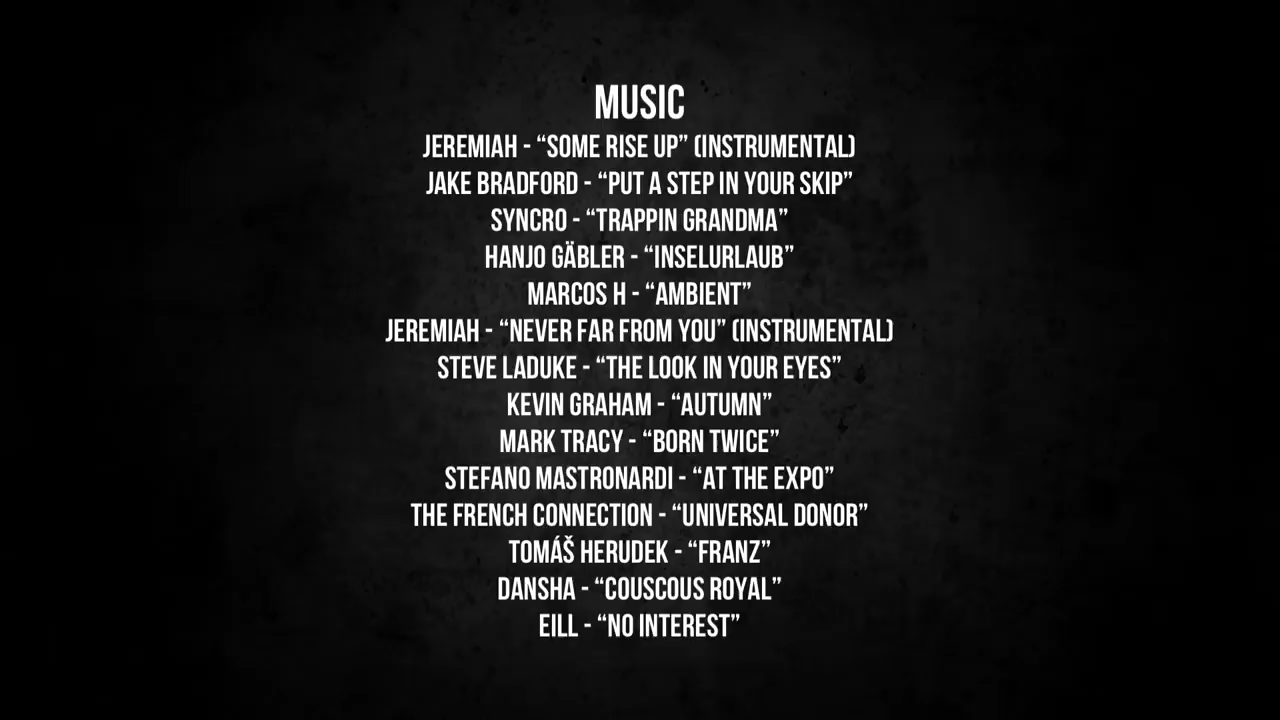 MUSIC
JEREMIAH - “SOME RISE UP” (INSTRUMENTAL)
JAKE BRADFORD - “PUT A STEP IN YOUR SKIP”
SYNCRO - “TRAPPIN GRANDMA”
HANJO GÄBLER - “INSELURLAUB”
MARCOS H - “AMBIENT”
JEREMIAH - “NEVER FAR FROM YOU” (INSTRUMENTAL)
STEVE LADUKE - “THE LOOK IN YOUR EYES”
KEVIN GRAHAM - “AUTUMN”
MARK TRACY - “BORN TWICE”
STEFANO MASTRONARDI - “AT THE EXPO”
THE FRENCH CONNECTION - “UNIVERSAL DONOR”
TOMÁŠ HERUDEK - “FRANZ”
DANSHA - “COUSCOUS ROYAL”
EILL - “NO INTEREST”